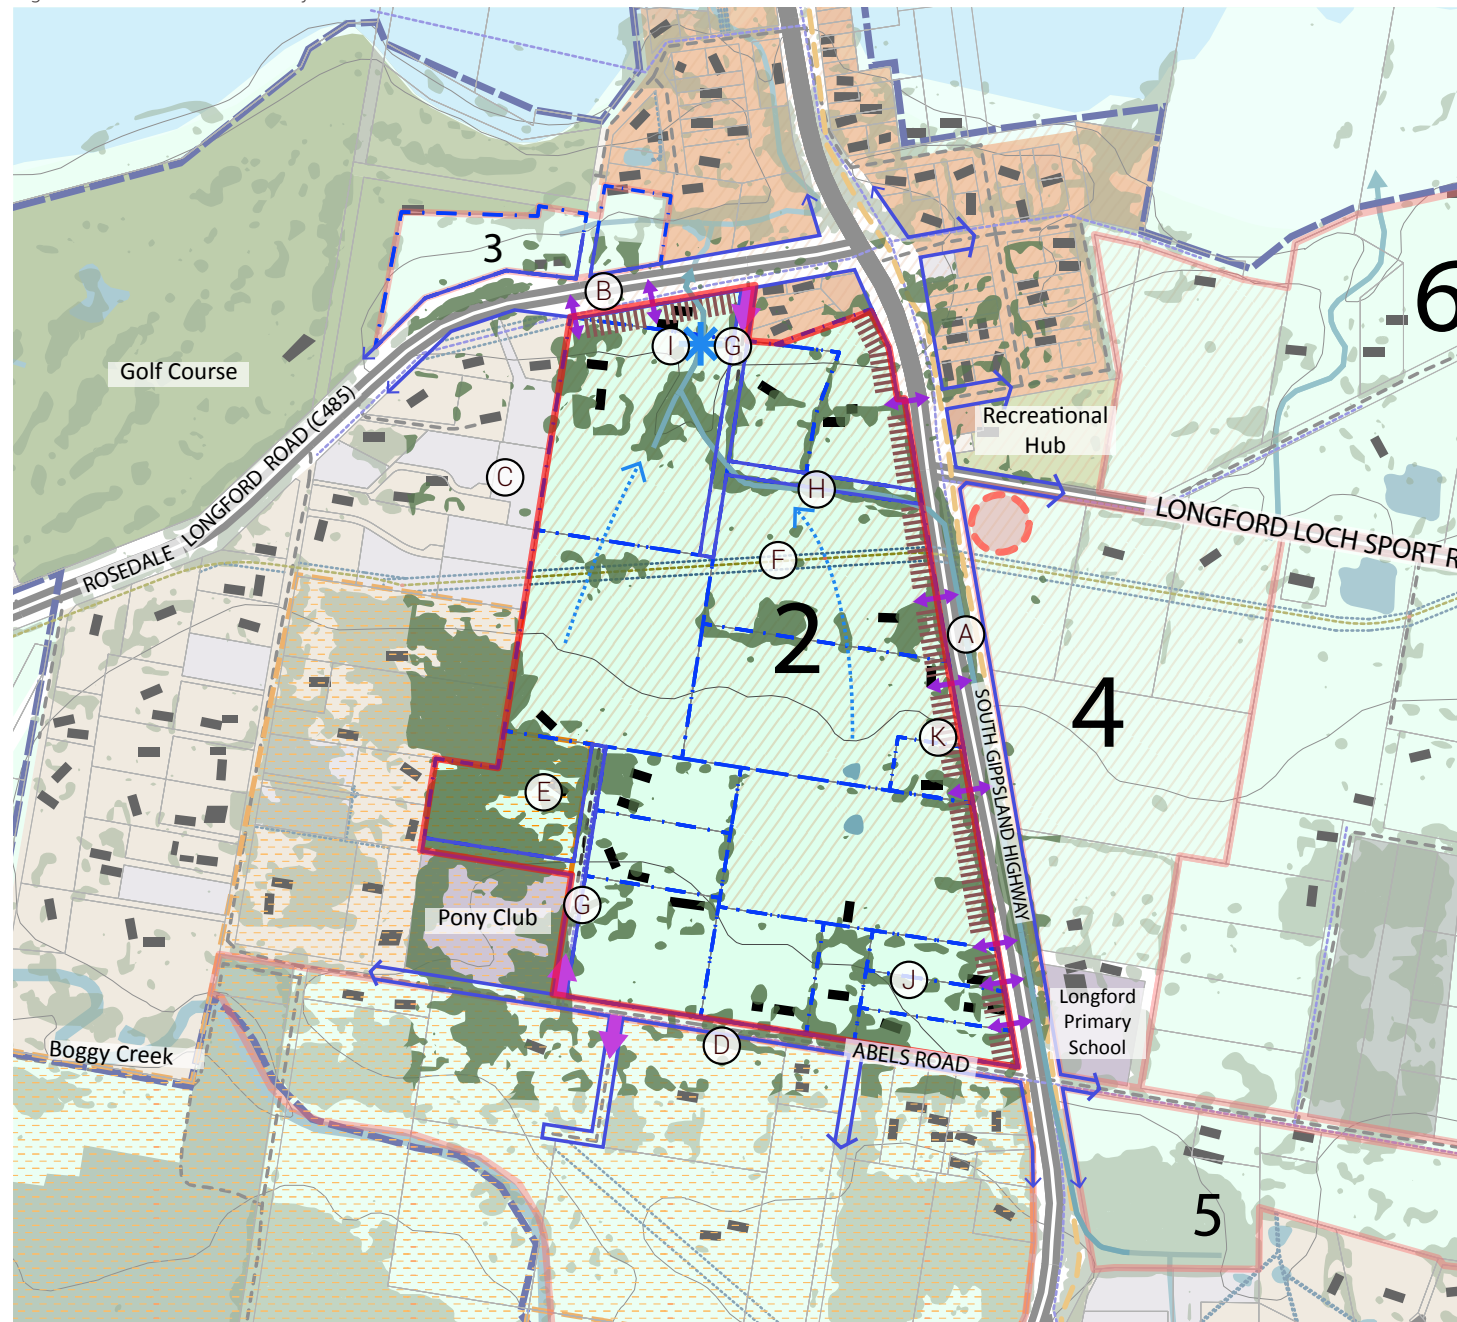 3
6
B
I
G
Golf Course
Recreational
Hub
ROSEDALE LONGFORD ROAD (C485)
C
H
LONGFORD LOCH SPORT R
F
4
2
A
SOUTH GIPPSLAND HIGHWAY
K
E
G
Pony Club
J
Longford
Primary
School
D
ABELS ROAD
Boggy Creek
5